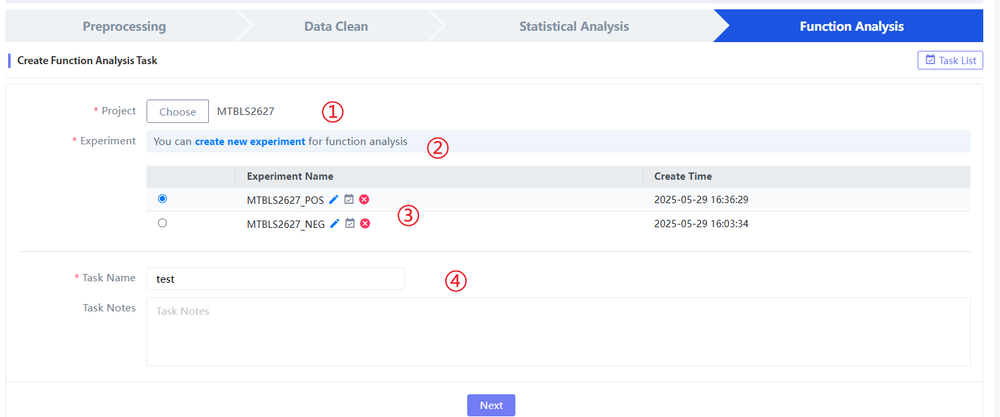 Preprocessing Data Clean Statistical Analysis Function Analysis
Create Function Analysis Task Task List
* Project Choose MTBLS2627 ①
* Experiment You can create new experiment for function analysis ②
Experiment Name Create Time
MTBLS2627_POS 2025-05-29 16:36:29
③
MTBLS2627_NEG 2025-05-29 16:03:34
* Task Name test ④
Task Notes Task Notes
Next